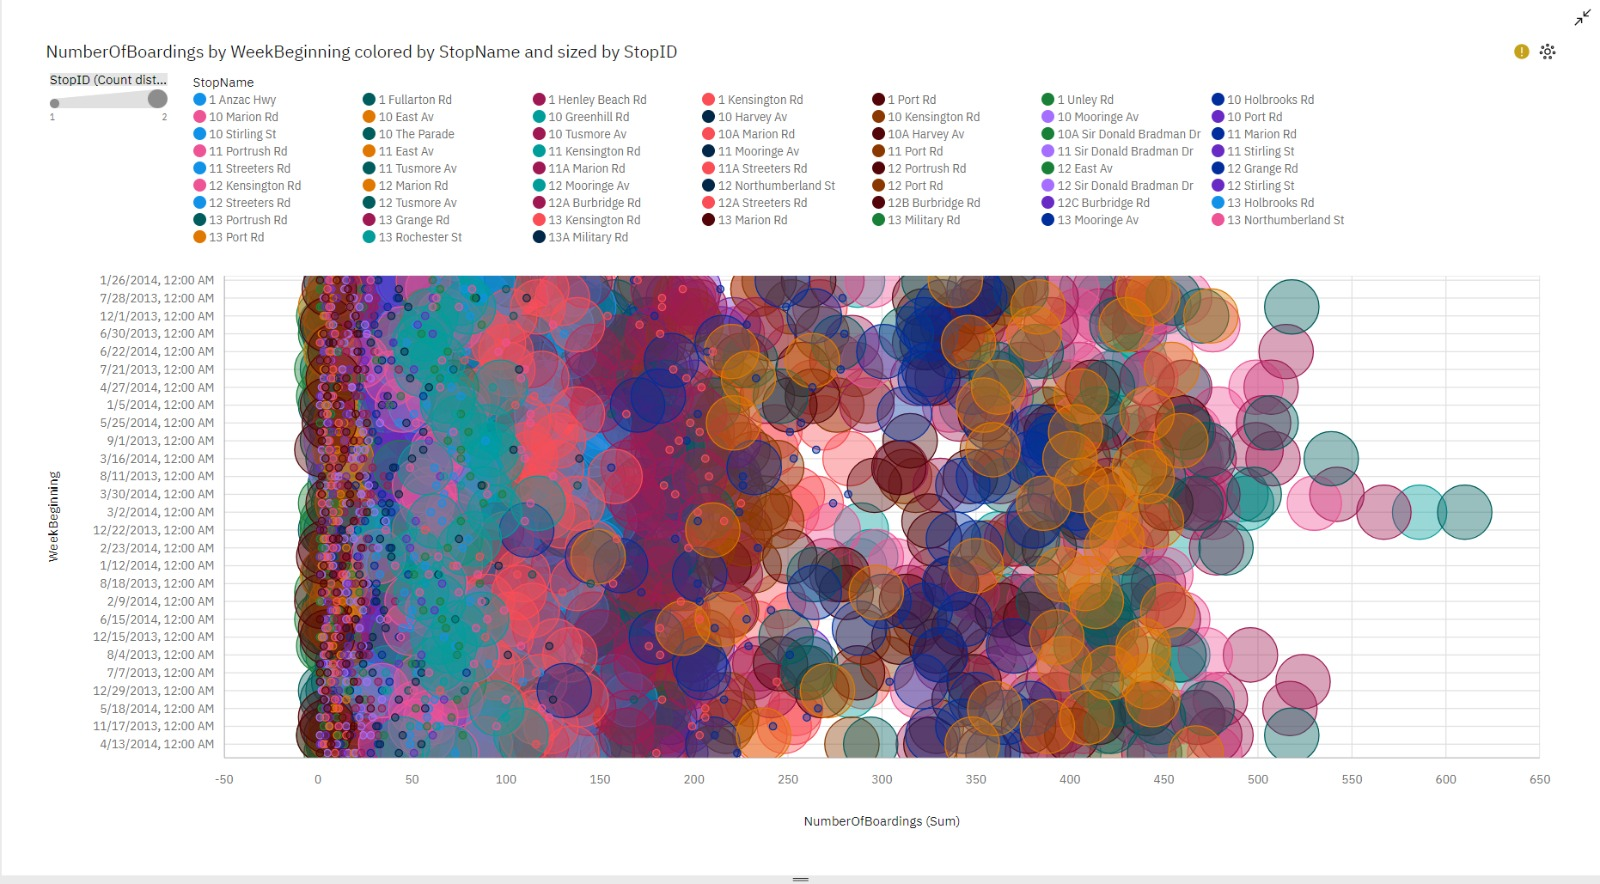 NumberOfBoardings by WeekBeginning colored by StopName and sized by StopID
StopID (Count dist...
1 2
StopName
1 Anzac Hwy 1 Fullarton Rd 1 Henley Beach Rd 1 Kensington Rd 1 Port Rd 1 Unley Rd 10 Holbrooks Rd
10 Marion Rd 10 East Av 10 Greenhill Rd 10 Harvey Av 10 Kensington Rd 10 Mooringe Av 10 Port Rd
10 Stirling St 10 The Parade 10 Tusmore Av 10A Marion Rd 10A Harvey Av 10A Sir Donald Bradman Dr 11 Marion Rd
11 Portrush Rd 11 East Av 11 Kensington Rd 11 Mooringe Av 11 Port Rd 11 Sir Donald Bradman Dr 11 Stirling St
11 Streeters Rd 11 Tusmore Av 11A Marion Rd 11A Streeters Rd 12 Portrush Rd 12 East Av 12 Grange Rd
12 Kensington Rd 12 Marion Rd 12 Mooringe Av 12 Northumberland St 12 Port Rd 12 Sir Donald Bradman Dr 12 Stirling St
12 Streeters Rd 12 Tusmore Av 12A Burbridge Rd 12A Streeters Rd 12B Burbridge Rd 12C Burbridge Rd 13 Holbrooks Rd
13 Portrush Rd 13 Grange Rd 13 Kensington Rd 13 Marion Rd 13 Military Rd 13 Mooringe Av 13 Northumberland St
13 Port Rd 13 Rochester St 13A Military Rd
WeekBeginning
1/26/2014, 12:00 AM
7/28/2013, 12:00 AM
12/1/2013, 12:00 AM
6/30/2013, 12:00 AM
6/22/2014, 12:00 AM
7/21/2013, 12:00 AM
4/27/2014, 12:00 AM
1/5/2014, 12:00 AM
5/25/2014, 12:00 AM
9/1/2013, 12:00 AM
3/16/2014, 12:00 AM
8/11/2013, 12:00 AM
3/30/2014, 12:00 AM
3/2/2014, 12:00 AM
12/22/2013, 12:00 AM
2/23/2014, 12:00 AM
1/12/2014, 12:00 AM
8/18/2013, 12:00 AM
2/9/2014, 12:00 AM
6/15/2014, 12:00 AM
12/15/2013, 12:00 AM
8/4/2013, 12:00 AM
7/7/2013, 12:00 AM
12/29/2013, 12:00 AM
5/18/2014, 12:00 AM
11/17/2013, 12:00 AM
4/13/2014, 12:00 AM
-50 0 50 100 150 200 250 300 350 400 450 500 550 600 650
NumberOfBoardings (Sum)